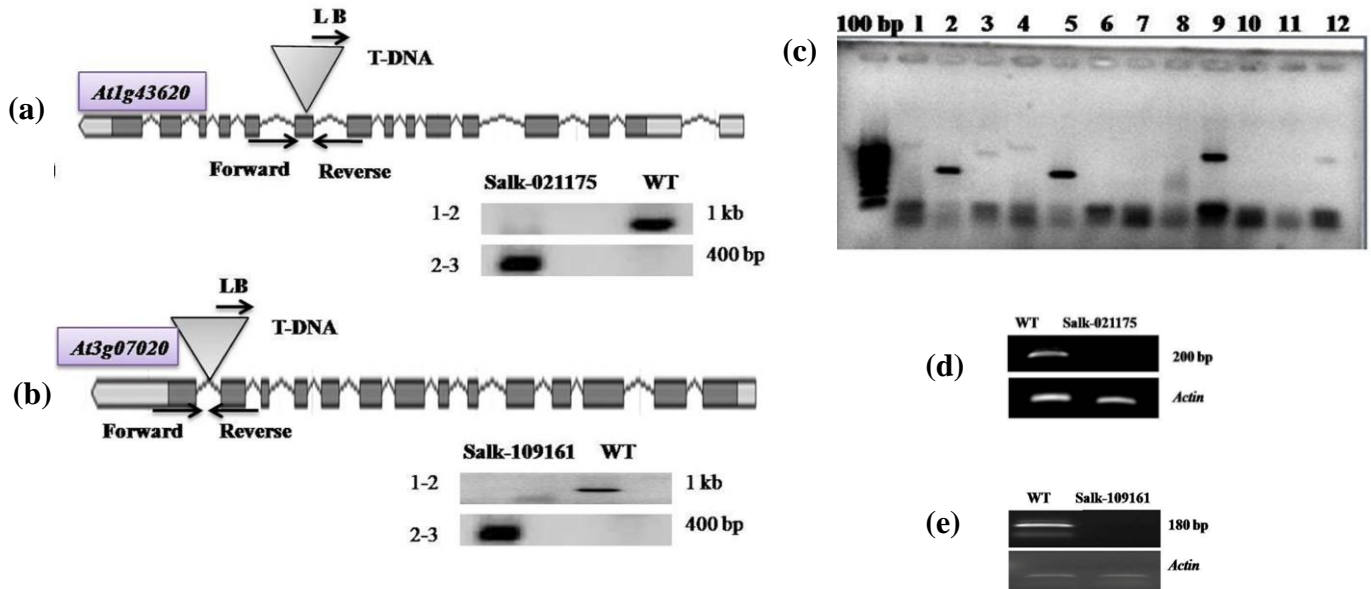 (a)
L B
T-DNA
At1g43620
Forward
Reverse
Salk-021175 WT
1-2
1 kb
2-3
400 bp
(b)
LB
T-DNA
At3g07020
Forward
Reverse
Salk-109161 WT
1-2
1 kb
2-3
400 bp
(c)
100 bp 1 2 3 4 5 6 7 8 9 10 11 12
(d)
WT Salk-021175
200 bp
Actin
(e)
WT Salk-109161
180 bp
Actin